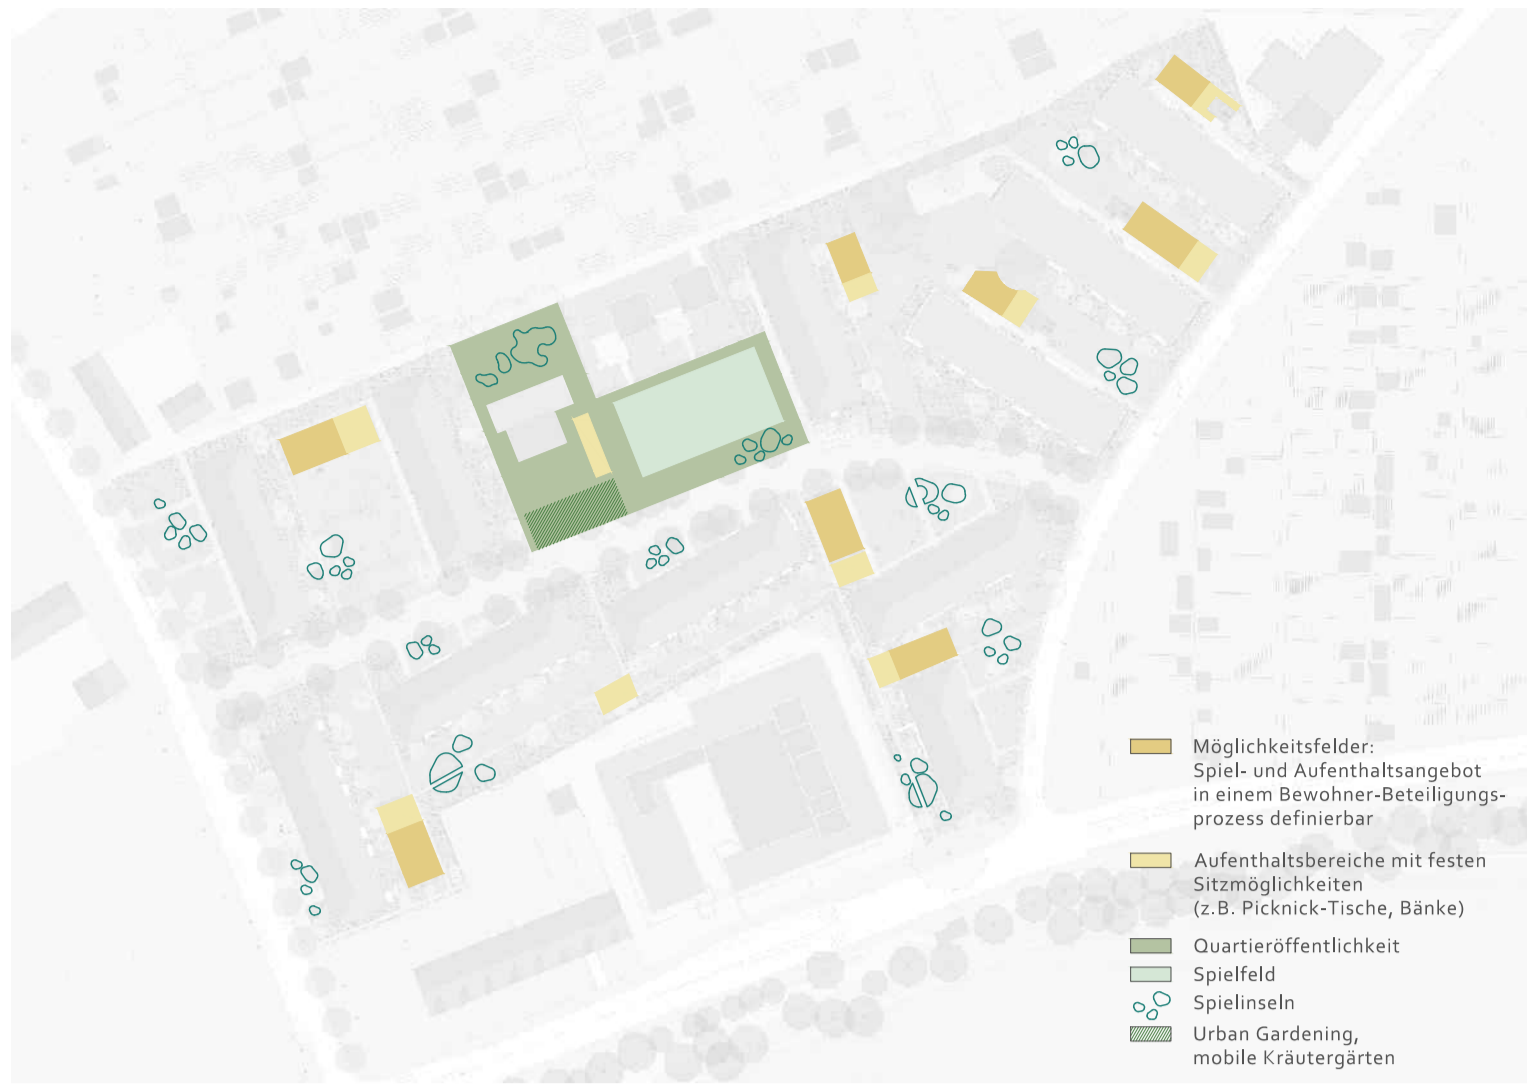 Möglichkeitsfelder:
Spiel- und Aufenthaltsangebot
in einem Bewohner-Beteiligungs-
prozess definierbar
Aufenthaltsbereiche mit festen
Sitzmöglichkeiten
(z.B. Picknick-Tische, Bänke)
Quartieröffentlichkeit
Spielfeld
Spielinseln
Urban Gardening,
mobile Kräutergärten